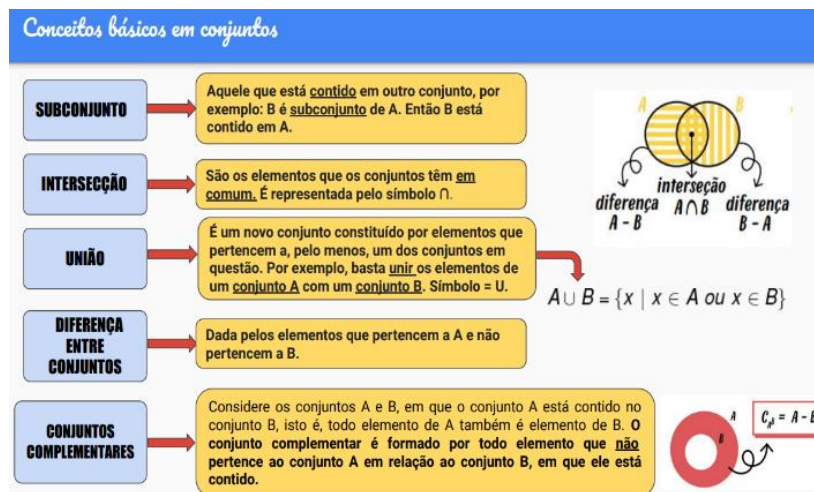 Conceitos básicos em conjuntos
SUBCONJUNTO
Aquele que está contido em outro conjunto, por
exemplo: B é subconjunto de A. Então B está
contido em A.
INTERSECÇÃO
São os elementos que os conjuntos têm em
comum. É representada pelo símbolo ∩.
UNIÃO
É um novo conjunto constituído por elementos que
pertencem a, pelo menos, um dos conjuntos em
questão. Por exemplo, basta unir os elementos de
um conjunto A com um conjunto B. Símbolo = U.
A∪B = {x | x ∈ A ou x ∈ B}
DIFERENÇA
ENTRE
CONJUNTOS
Dada pelos elementos que pertencem a A e não
pertencem a B.
CONJUNTOS
COMPLEMENTARES
Considere os conjuntos A e B, em que o conjunto A está contido no
conjunto B, isto é, todo elemento de A também é elemento de B. O
conjunto complementar é formado por todo elemento que não
pertence ao conjunto A em relação ao conjunto B, em que ele está
contido.
A B
diferença
A - B
interseção
A∩B
diferença
B - A
A
B
= A - B